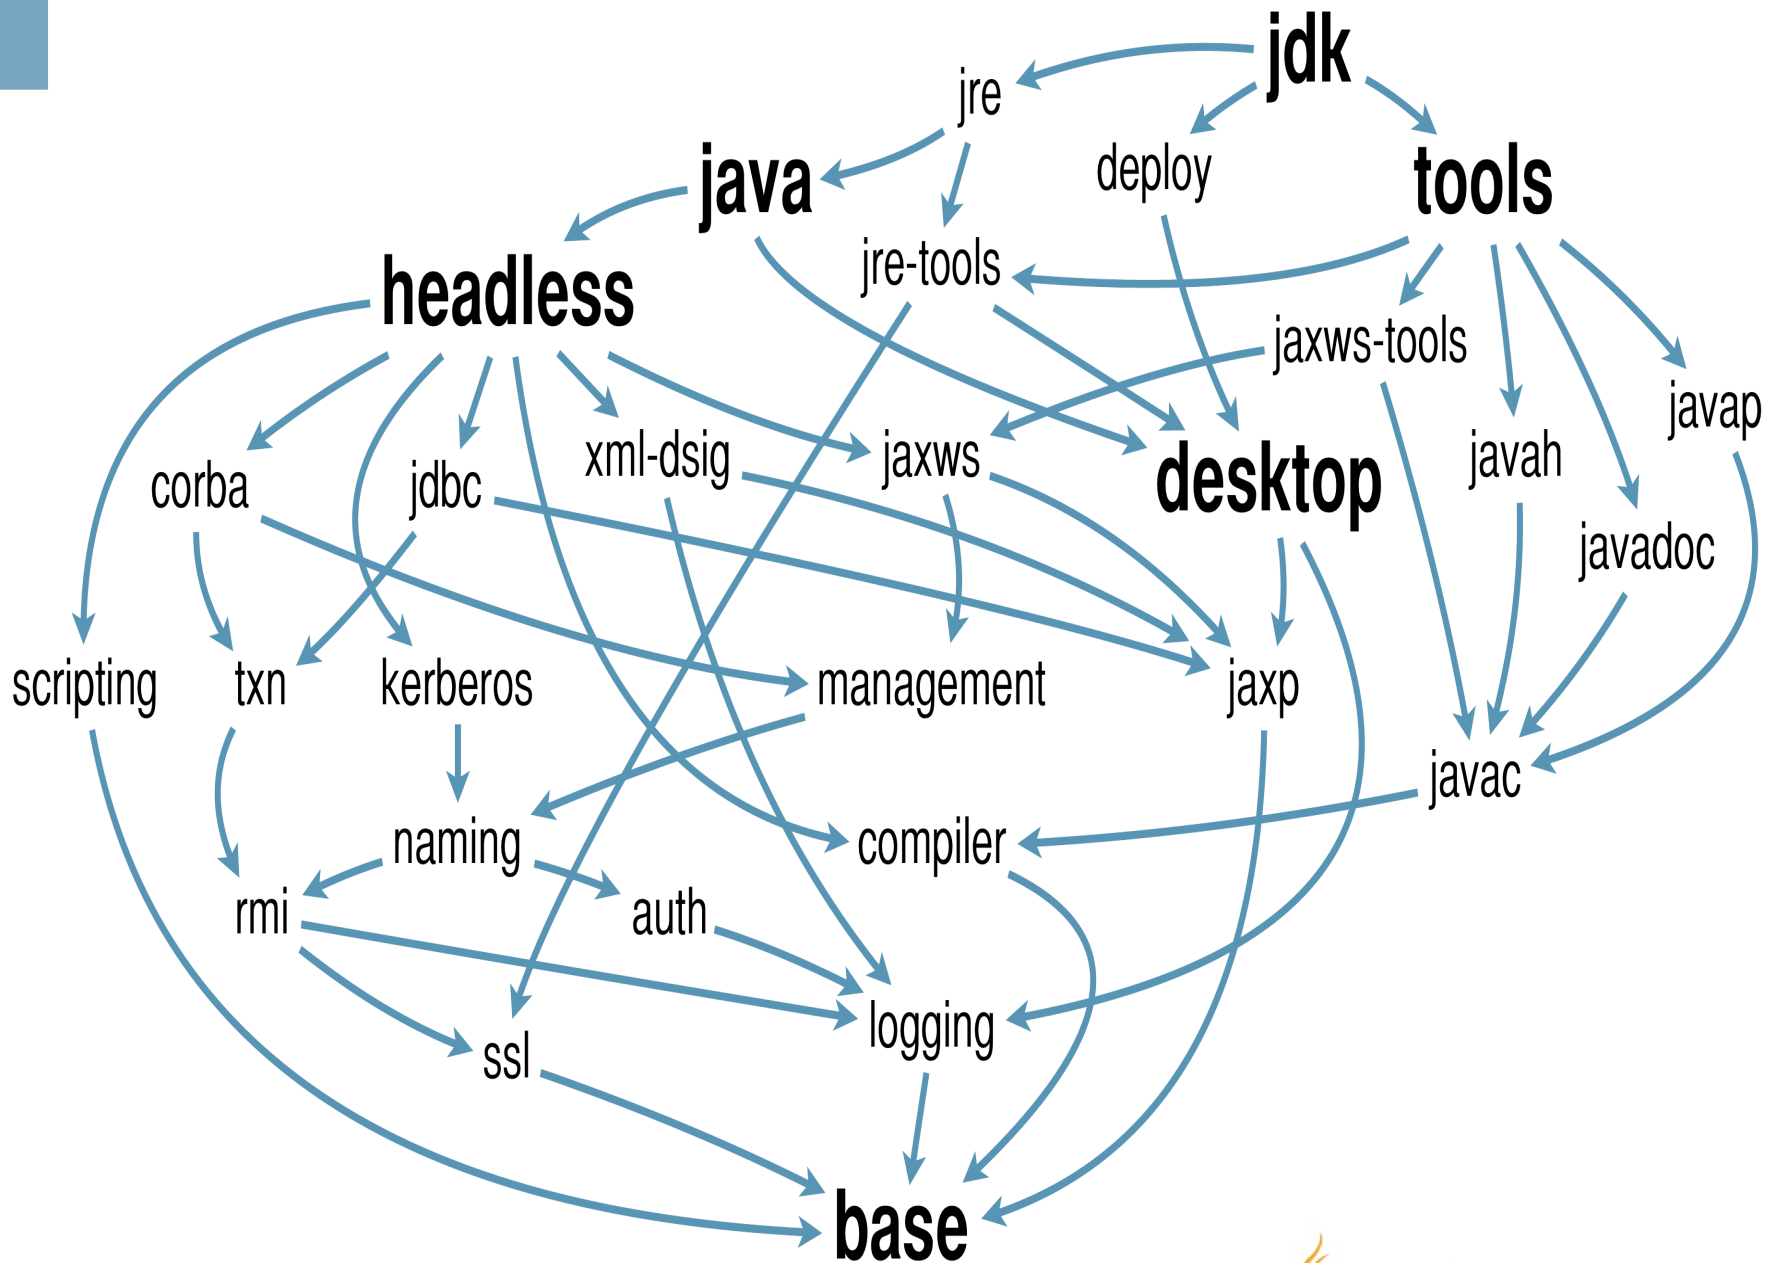 jdk
jre
deploy
java
tools
jre-tools
headless
jaxws-tools
javap
xml-dsig
jaxws
javah
corba
jdbc
desktop
javadoc
scripting
txn
kerberos
management
jaxp
javac
naming
compiler
rmi
auth
logging
ssl
base